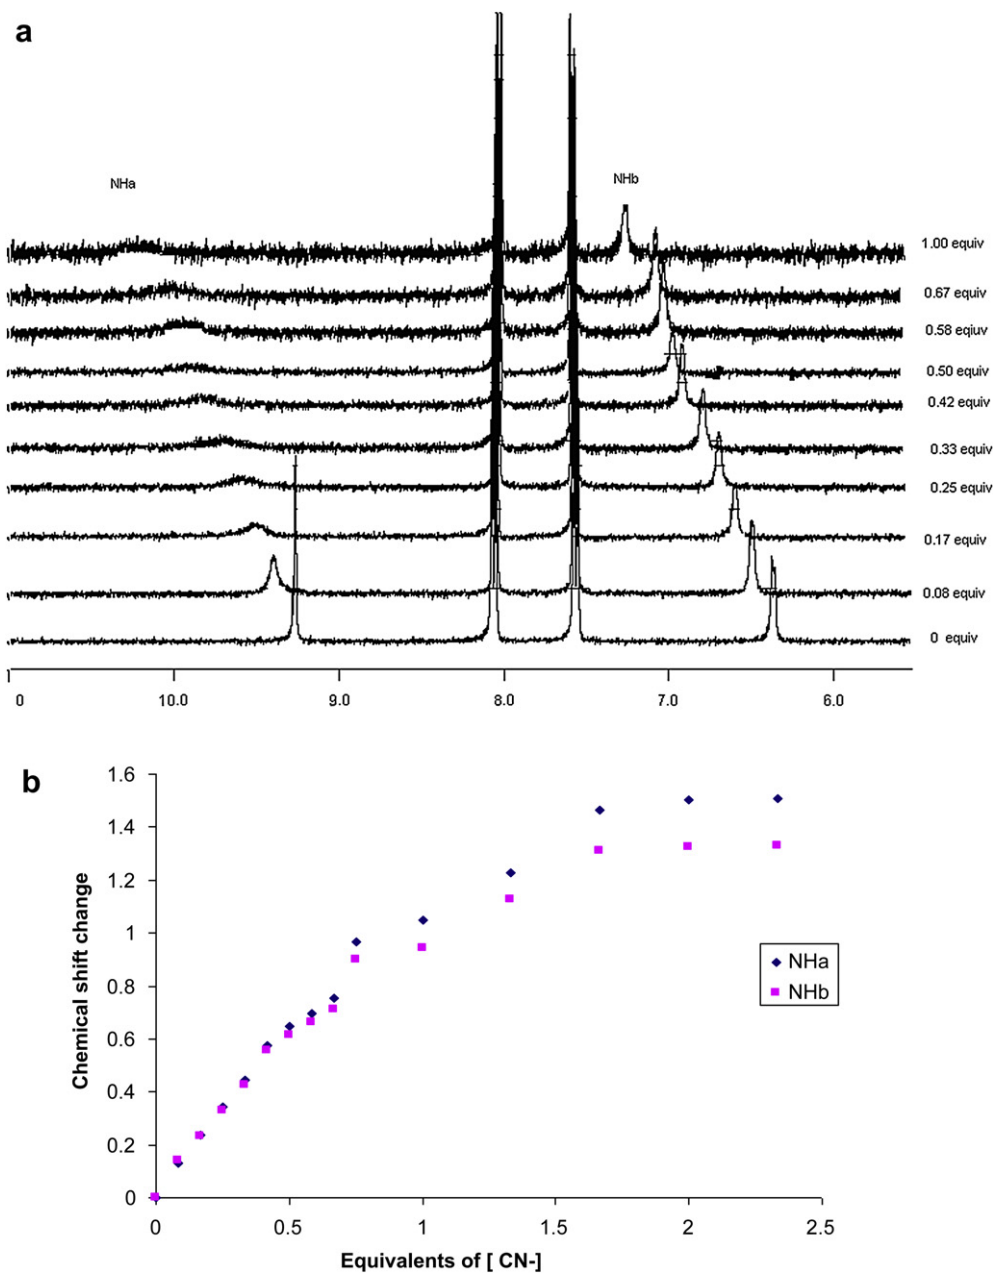 a
NHa
NHb
1.00 equiv
0.67 equiv
0.58 eqiuv
0.50 equiv
0.42 equiv
0.33 equiv
0.25 equiv
0.17 equiv
0.08 equiv
0 equiv
0 10.0 9.0 8.0 7.0 6.0
b
1.6
1.4
1.2
1
0.8
0.6
0.4
0.2
0
Chemical shift change
NHa
NHb
0 0.5 1 1.5 2 2.5
Equivalents of [ CN-]